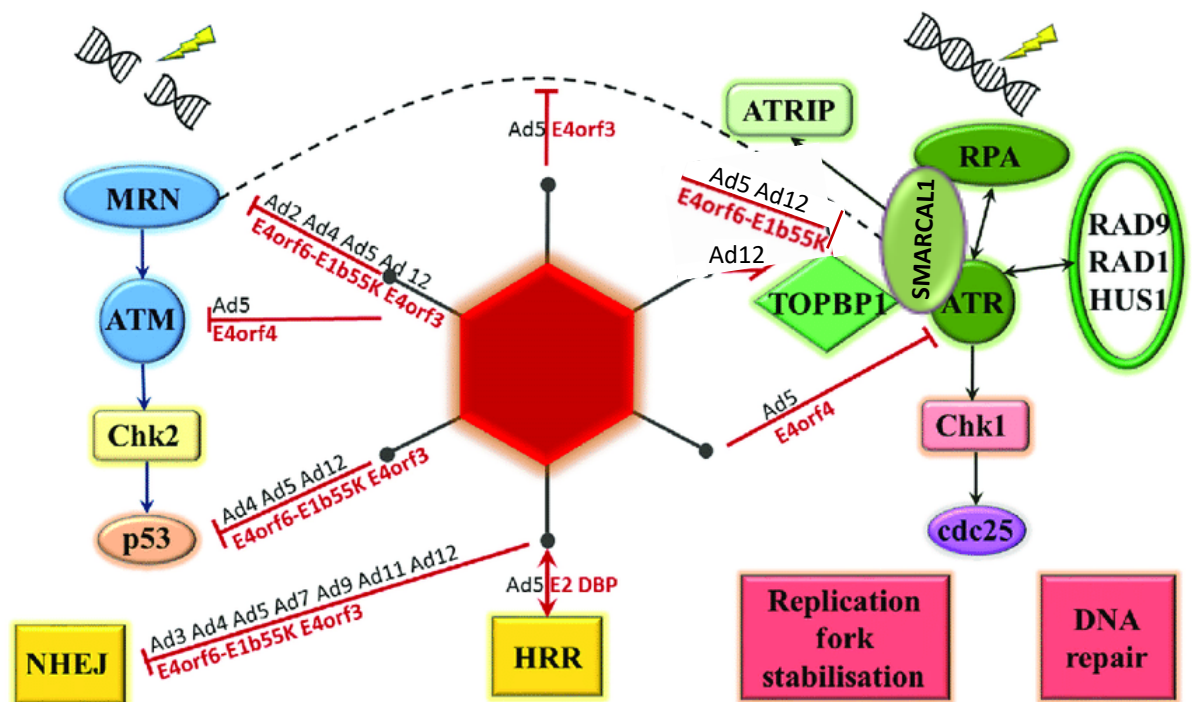 Ad5 E4orf3
ATRIP
RPA
MRN
Ad2 Ad4 Ad5 Ad 12
E4orf6-E1b55K E4orf3
Ad5 Ad12
E4orf6-E1b55K
SMARCAL1
RAD9
RAD1
HUS1
Ad12
TOPBP1
ATR
ATM
Ad5
E4orf4
Ad5
E4orf4
Chk2
Chk1
Ad4 Ad5 Ad12
E4orf6-E1b55K E4orf3
p53
cdc25
Ad3 Ad4 Ad5 Ad7 Ad9 Ad11 Ad12
E4orf6-E1b55K E4orf3
Ad5 E2 DBP
NHEJ
HRR
Replication
fork
stabilisation
DNA
repair